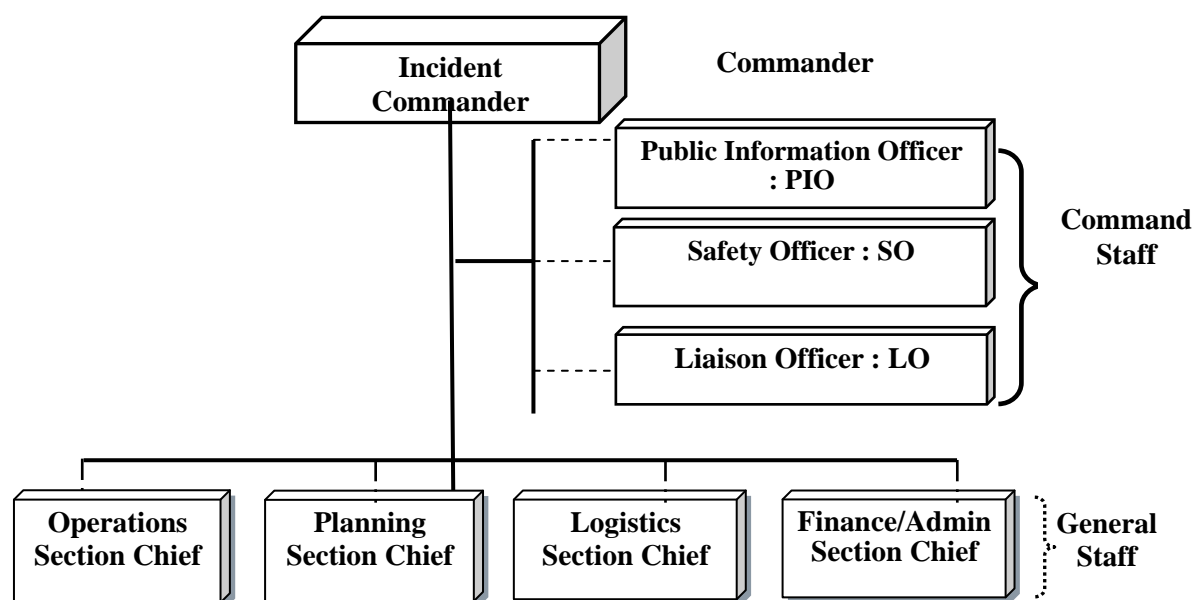 Incident
Commander
Commander
Public Information Officer
: PIO
Safety Officer : SO
Liaison Officer : LO
Command
Staff
Operations
Section Chief
Planning
Section Chief
Logistics
Section Chief
Finance/Admin
Section Chief
General
Staff